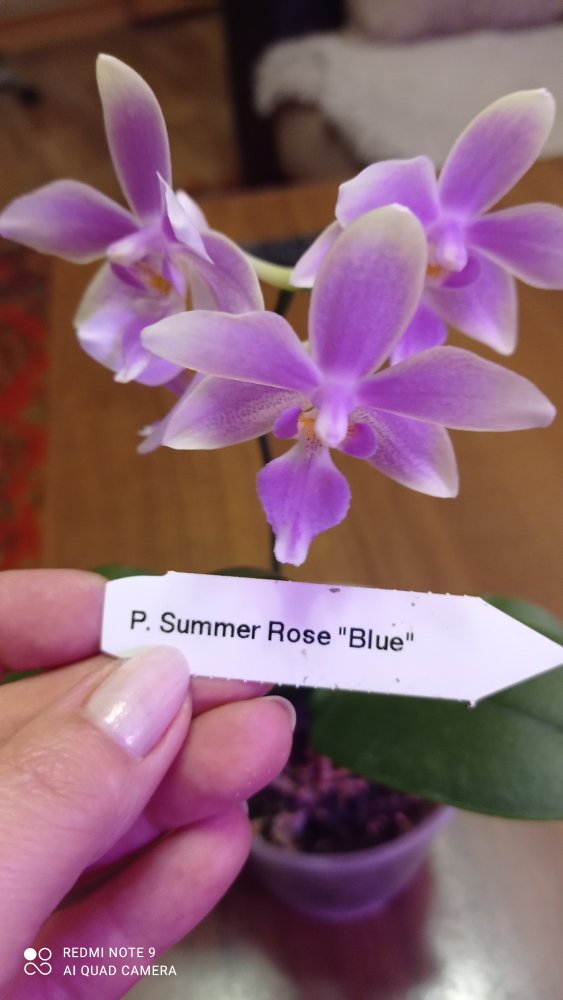 P. Summer Rose "Blue"
REDMI NOTE 9
AI QUAD CAMERA